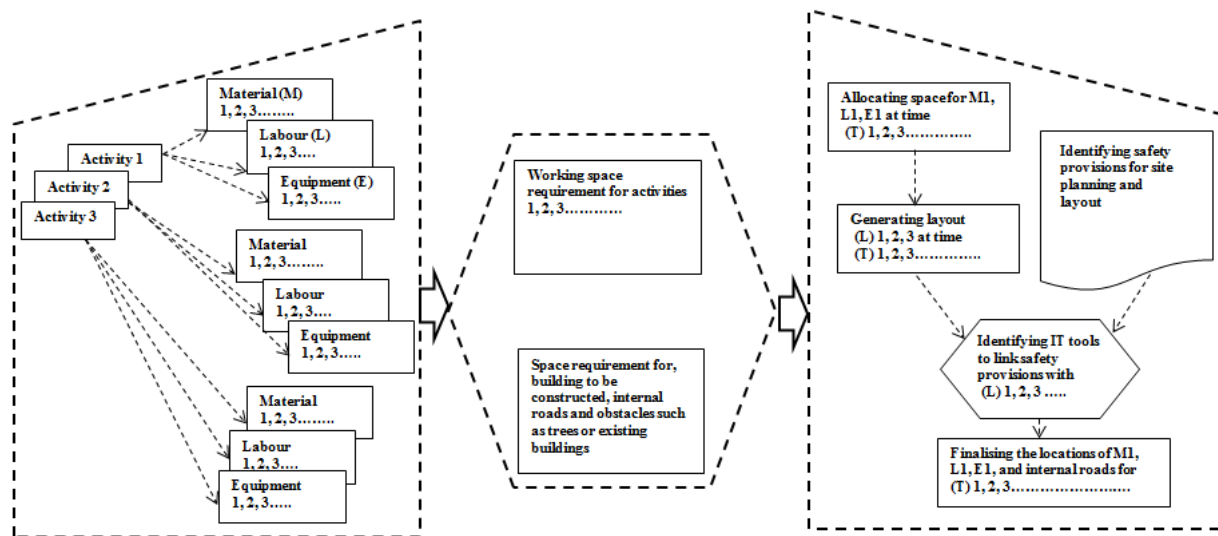 Material (M)
1, 2, 3……..
Labour (L)
1, 2, 3….
Equipment (E)
1, 2, 3…..
Activity 1
Activity 2
Activity 3
Material
1, 2, 3……..
Labour
1, 2, 3….
Equipment
1, 2, 3…..
Material
1, 2, 3……..
Labour
1, 2, 3….
Equipment
1, 2, 3…..
Working space
requirement for activities
1, 2, 3…………
Space requirement for,
building to be
constructed, internal
roads and obstacles such
as trees or existing
buildings
Allocating space for M1,
L1, E1 at time
(T) 1, 2, 3…………..
Identifying safety
provisions for site
planning and
layout
Generating layout
(L) 1, 2, 3 at time
(T) 1, 2, 3…………..
Identifying IT tools
to link safety
provisions with
(L) 1, 2, 3 …..
Finalising the locations of M1,
L1, E1, and internal roads for
(T) 1, 2, 3…………………….…